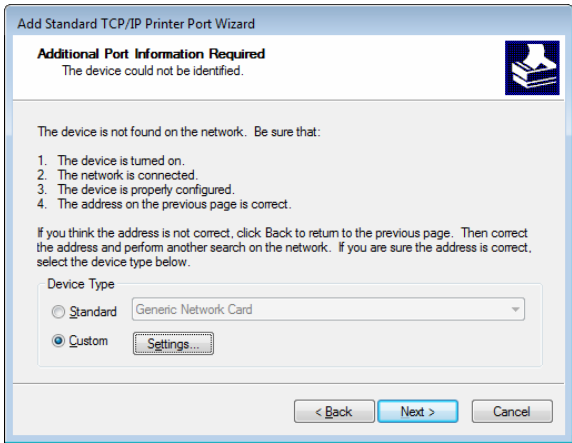 Add Standard TCP/IP Printer Port Wizard
Additional Port Information Required
The device could not be identified.
The device is not found on the network.  Be sure that:
1.  The device is turned on.
2.  The network is connected.
3.  The device is properly configured.
4.  The address on the previous page is correct.
If you think the address is not correct, click Back to return to the previous page.  Then correct
the address and perform another search on the network.  If you are sure the address is correct,
select the device type below.
Device Type
Standard
Generic Network Card
Custom
Settings...
< Back
Next >
Cancel